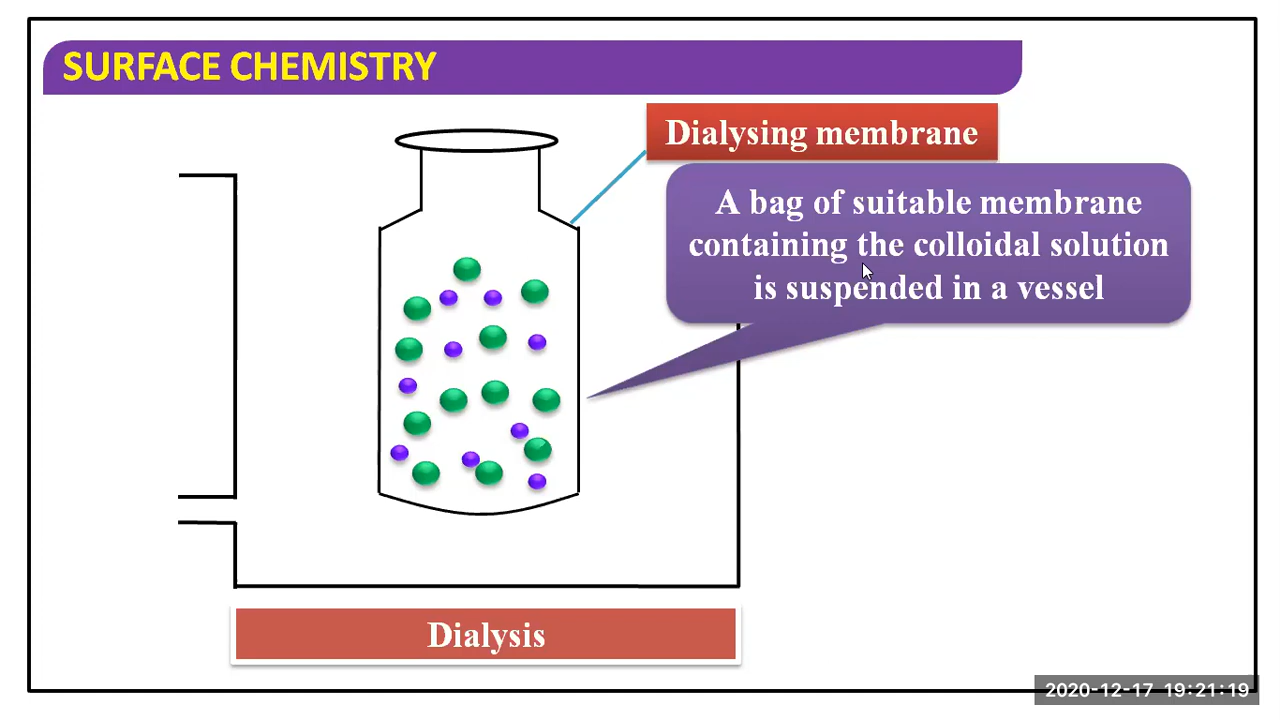 SURFACE CHEMISTRY
Dialysing membrane
A bag of suitable membrane
containing the colloidal solution
is suspended in a vessel
Dialysis
2020-12-17 19:21:19